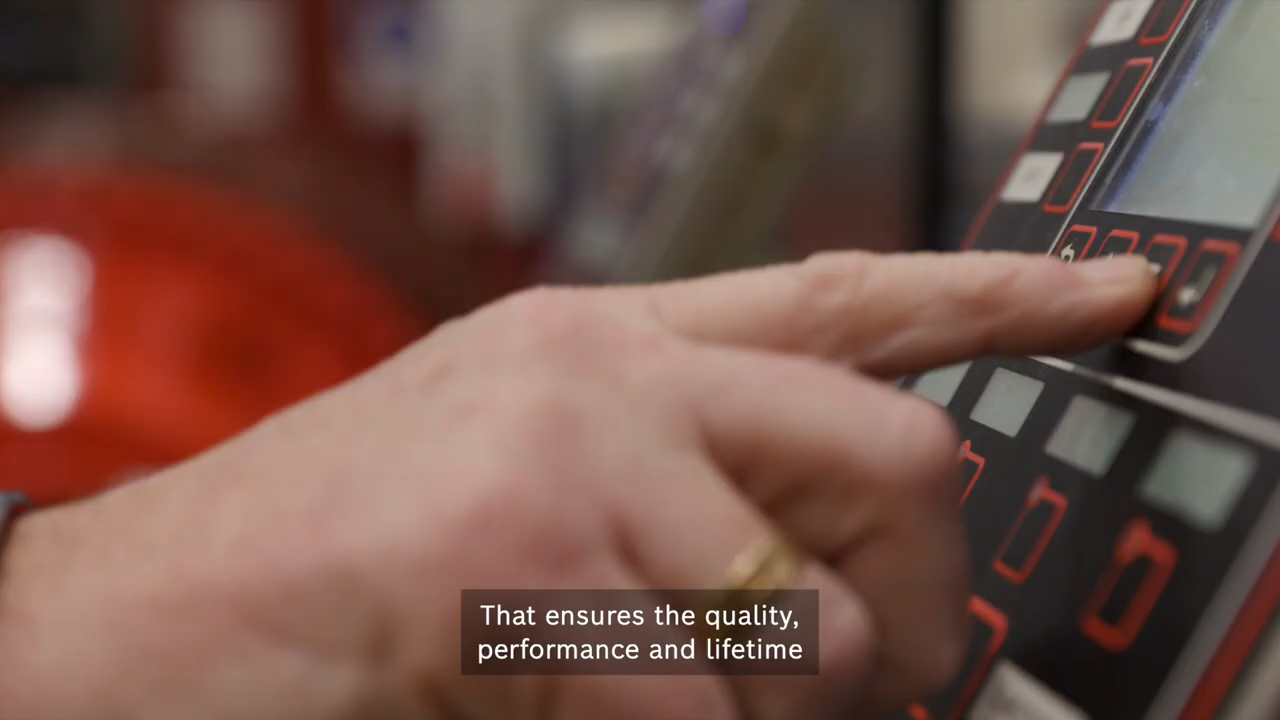 That ensures the quality,
performance and lifetime